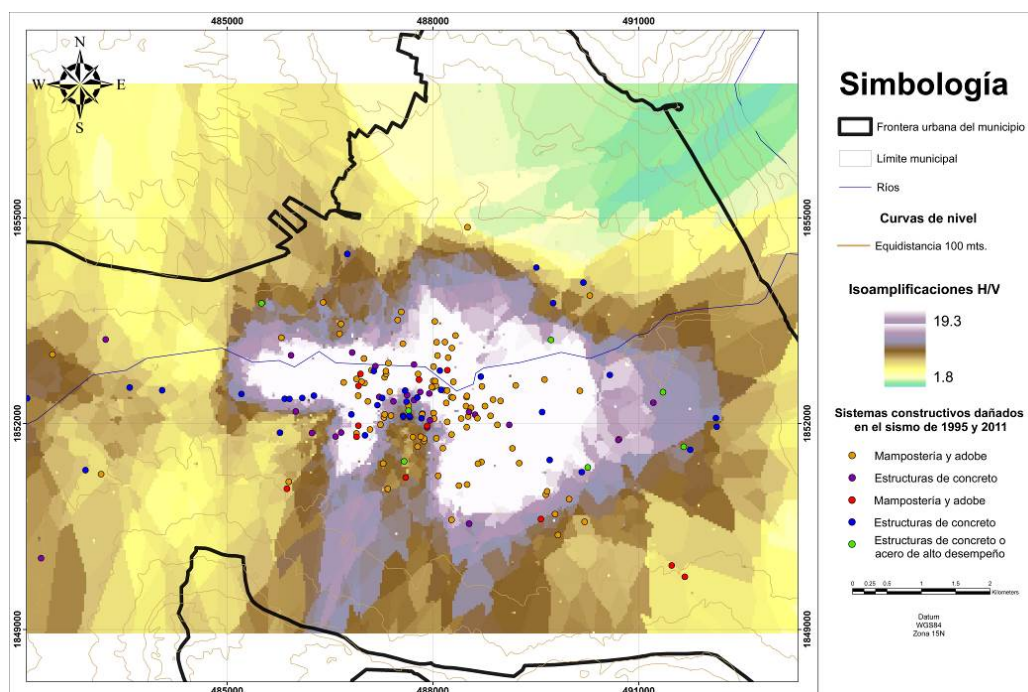 485000
488000
491000
N
W E
S
1855000
1855000
1852000
1852000
1849000
1849000
485000
488000
491000
Simbología
Frontera urbana del municipio
Límite municipal
Ríos
Curvas de nivel
Equidistancia 100 mts.
Isoamplificaciones H/V
19.3
1.8
Sistemas constructivos dañados
en el sismo de 1995 y 2011
Mampostería y adobe
Estructuras de concreto
Mampostería y adobe
Estructuras de concreto
Estructuras de concreto o
acero de alto desempeño
0 0.25 0.5 1 1.5 2
Kilometers
Datum
WGS84
Zona 15N